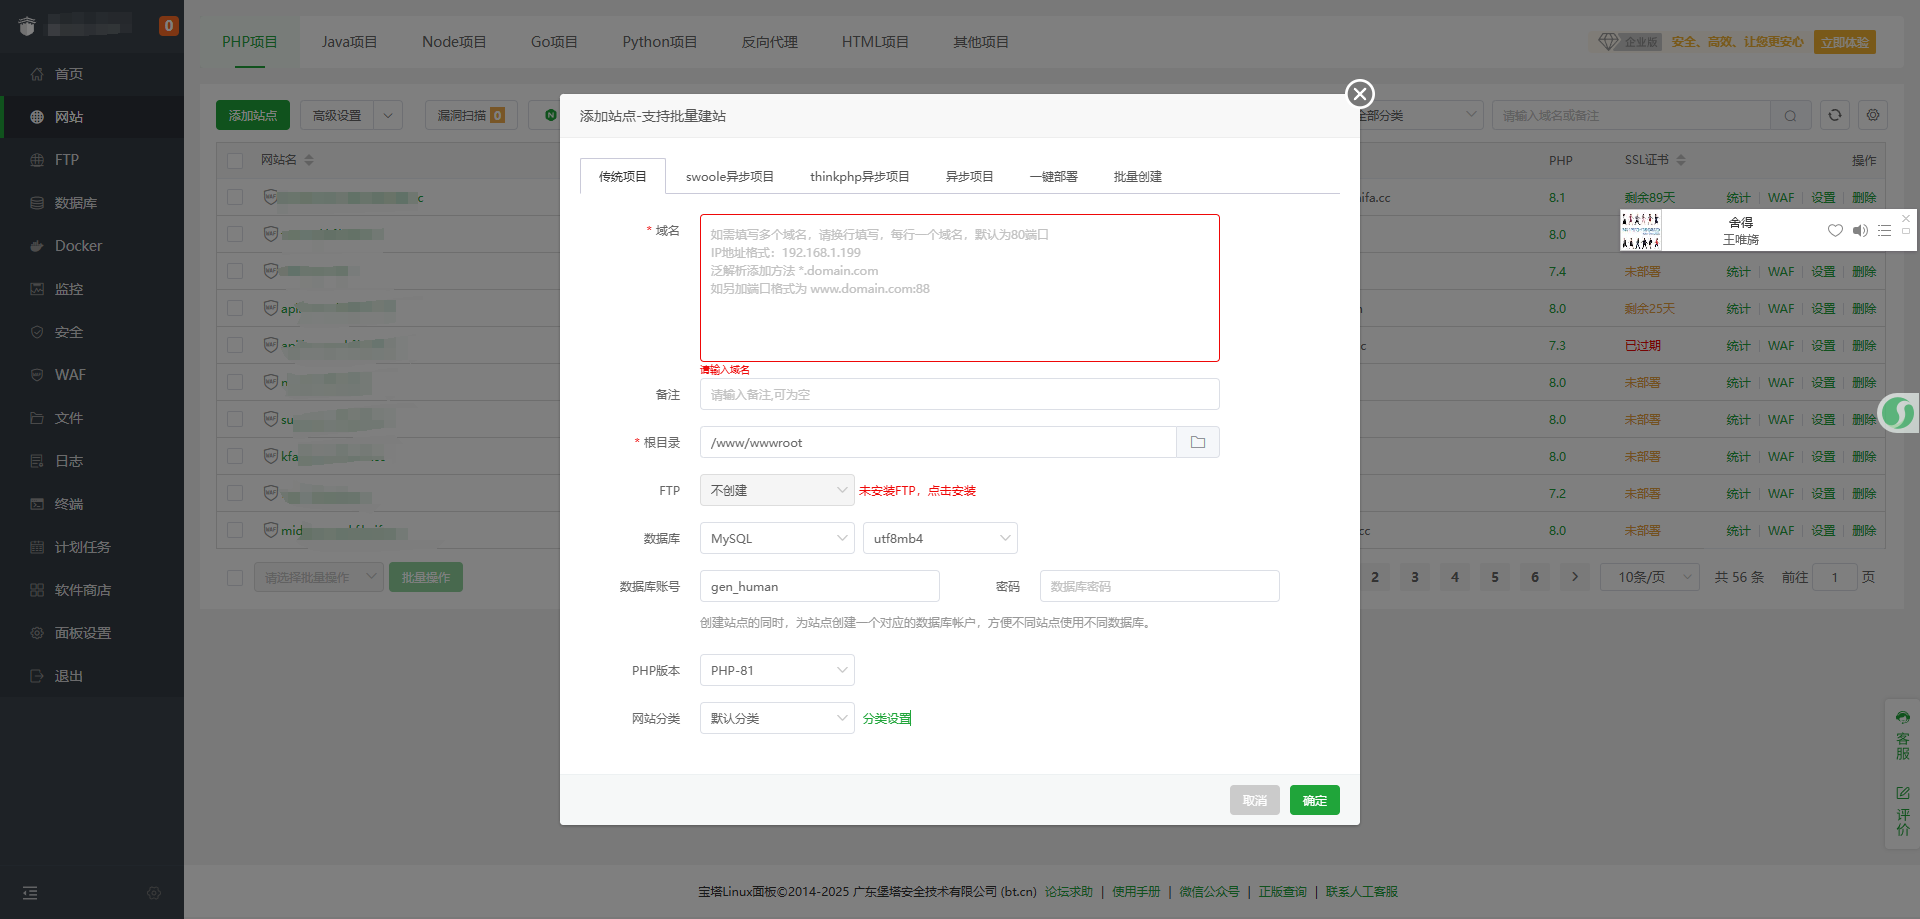 0
首页
网站
FTP
数据库
Docker
监控
安全
WAF
文件
日志
终端
计划任务
软件商店
面板设置
退出
PHP项目 Java项目 Node项目 Go项目 Python项目 反向代理 HTML项目 其他项目
企业版 安全、高效、让您更安心 立即体验
添加站点 高级设置 漏洞扫描 0
全部分类 请输入域名或备注
网站名 PHP SSL证书 操作
c ifa.cc 8.1 剩余89天 统计 WAF 设置 删除
8.0
7.4 未部署 统计 WAF 设置 删除
api 8.0 剩余25天 统计 WAF 设置 删除
7.3 已过期 统计 WAF 设置 删除
8.0 未部署 统计 WAF 设置 删除
su 8.0 未部署 统计 WAF 设置 删除
kfa 8.0 未部署 统计 WAF 设置 删除
7.2 未部署 统计 WAF 设置 删除
mid cc 8.0 未部署 统计 WAF 设置 删除
请选择批量操作 批量操作
2 3 4 5 6 10条/页 共 56 条 前往 1 页
舍得
王唯旖
添加站点-支持批量建站
传统项目 swoole异步项目 thinkphp异步项目 异步项目 一键部署 批量创建
* 域名
如需填写多个域名，请换行填写，每行一个域名，默认为80端口
IP地址格式：192.168.1.199
泛解析添加方法 *.domain.com
如另加端口格式为 www.domain.com:88
请输入域名
备注 请输入备注,可为空
* 根目录 /www/wwwroot
FTP 不创建 未安装FTP，点击安装
数据库 MySQL utf8mb4
数据库账号 gen_human 密码 数据库密码
创建站点的同时，为站点创建一个对应的数据库帐户，方便不同站点使用不同数据库。
PHP版本 PHP-81
网站分类 默认分类 分类设置
取消 确定
客服
评价
宝塔Linux面板©2014-2025 广东堡塔安全技术有限公司 (bt.cn) 论坛求助 | 使用手册 | 微信公众号 | 正版查询 | 联系人工客服